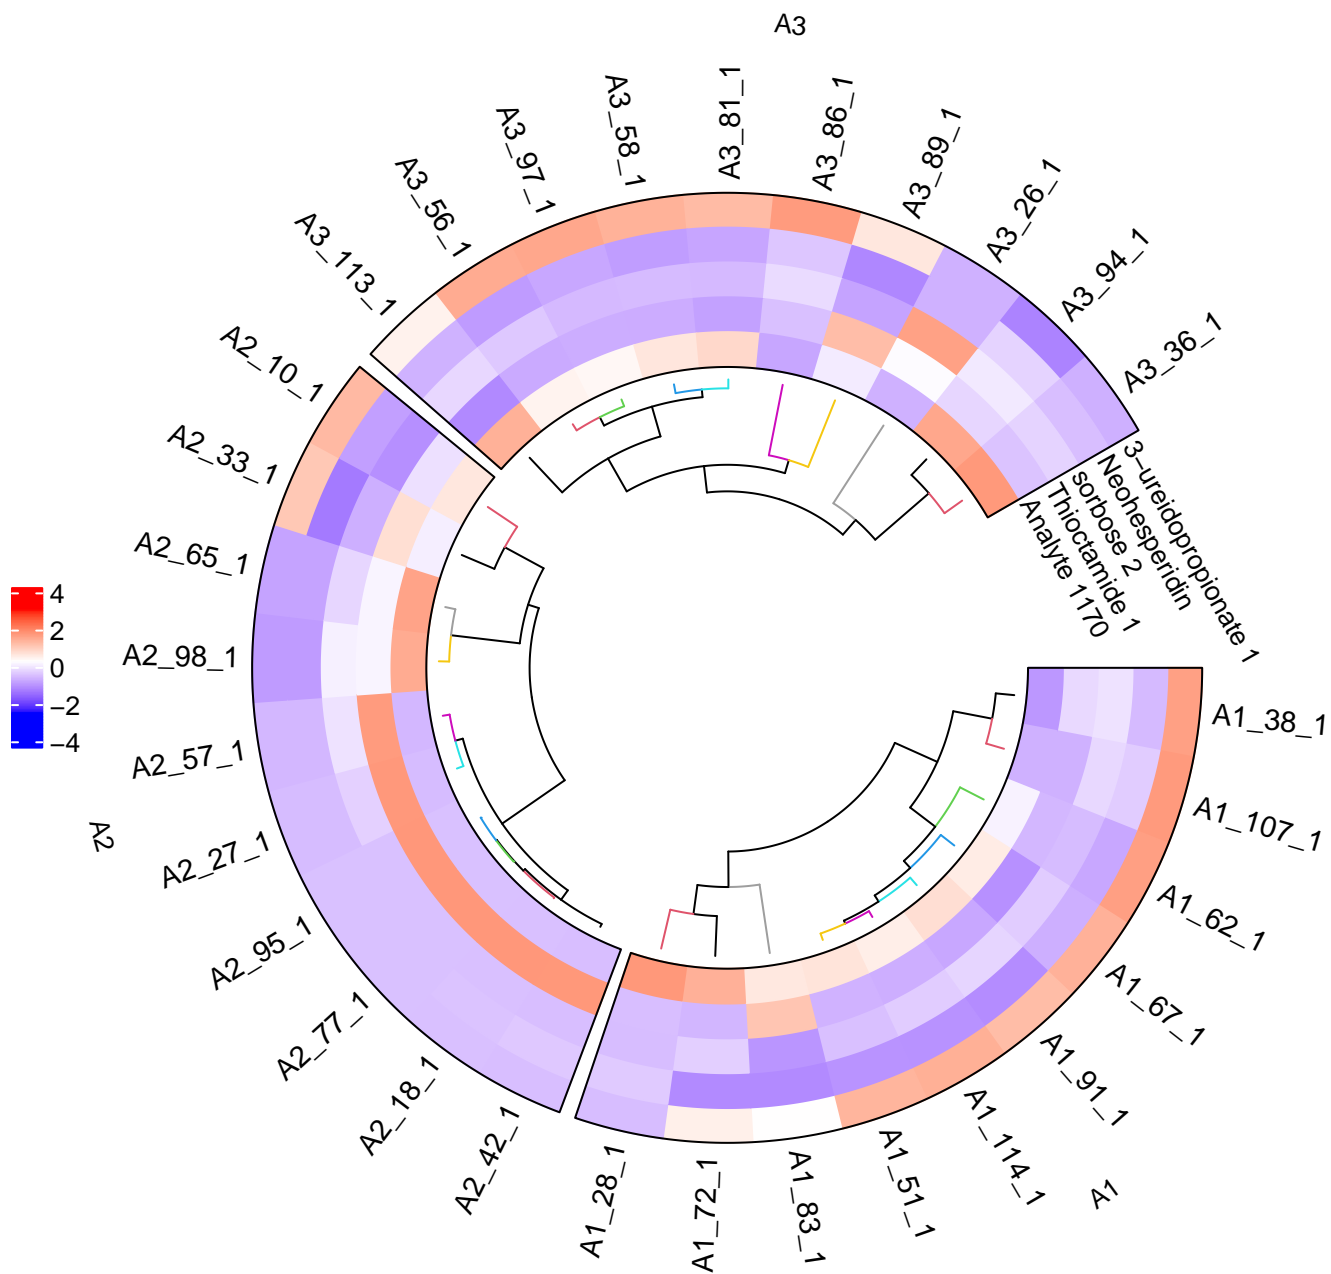 A3
A3_113_1
A3_56_1
A3_97_1
A3_58_1
A3_81_1
A3_86_1
A3_89_1
A3_26_1
A3_94_1
A3_36_1
3−ureidopropionate 1
Neohesperidin
sorbose 2
Thioctamide 1
Analyte 1170
A1_38_1
A1_107_1
A1_62_1
A1_67_1
A1_91_1
A1_114_1
A1_51_1
A1_83_1
A1_72_1
A1_28_1
A1
A2_42_1
A2_18_1
A2_77_1
A2_95_1
A2_27_1
A2_57_1
A2_98_1
A2_65_1
A2_33_1
A2_10_1
A2
4
2
0
−2
−4